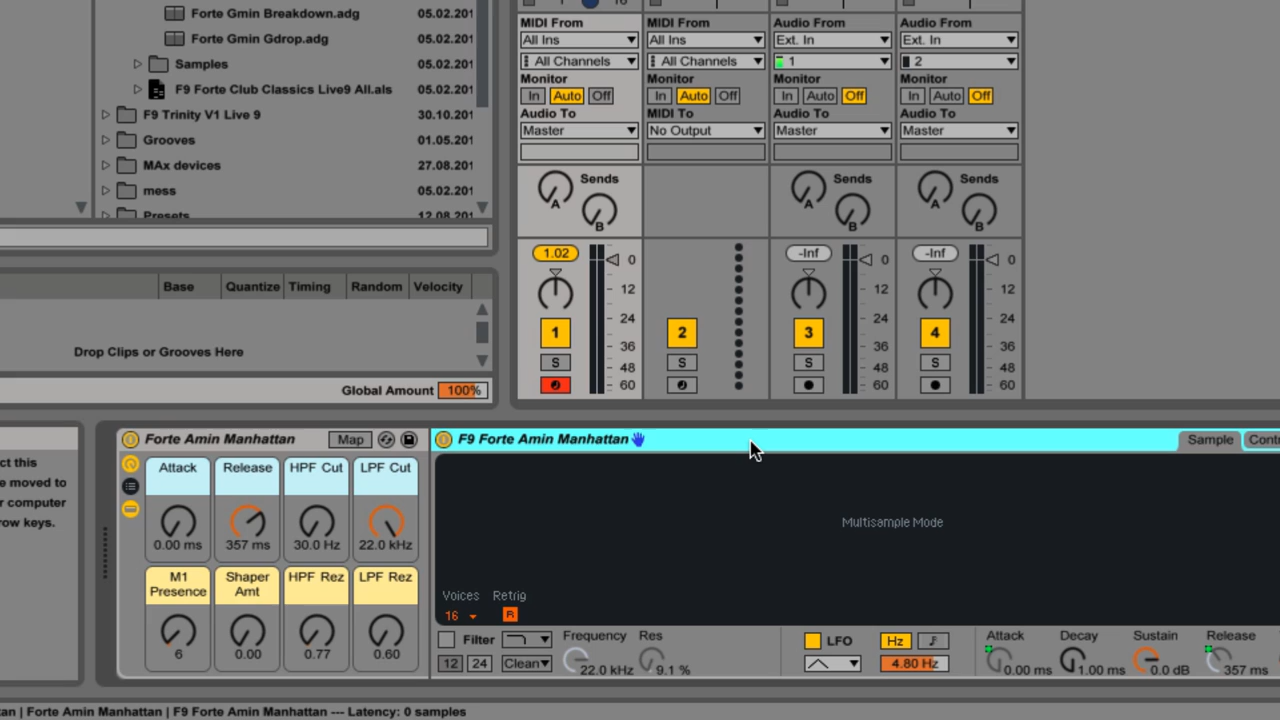 Forte Gmin Breakdown.adg 05.02.201
Forte Gmin Gdrop.adg 05.02.201
Samples 05.02.201
F9 Forte Club Classics Live9 All.als 05.02.201
F9 Trinity V1 Live 9 30.10.201
Grooves 01.05.201
MAx devices 27.08.201
mess 05.02.201
Presets 12.08.201
Base Quantize Timing Random Velocity
Drop Clips or Grooves Here
Global Amount 100%
MIDI From MIDI From Audio From Audio From
All Ins All Ins Ext. In Ext. In
All Channels All Channels 1 2
Monitor Monitor Monitor Monitor
In Auto Off In Auto Off In Auto Off In Auto Off
Audio To MIDI To Audio To Audio To
Master No Output Master Master
Sends Sends Sends
A A A
B B B
1.02 0 -Inf 0 -Inf 0
12 12 12
24 24 24
1 2 3 4
36 36 36
S S S S
48 48 48
60 60 60
ct this
e moved to
r computer
row keys.
Forte Amin Manhattan Map
Attack Release HPF Cut LPF Cut
0.00 ms 357 ms 30.0 Hz 22.0 kHz
M1 Presence Shaper Amt HPF Rez LPF Rez
6 0.00 0.77 0.60
F9 Forte Amin Manhattan Sample Contr
Multisample Mode
Voices Retrig
16 R
Filter Frequency Res LFO Hz Attack Decay Sustain Release
12 24 Clean 22.0 kHz 9.1 % 4.80 Hz 0.00 ms 1.00 ms 0.0 dB 357 ms
tan | Forte Amin Manhattan | F9 Forte Amin Manhattan --- Latency: 0 samples